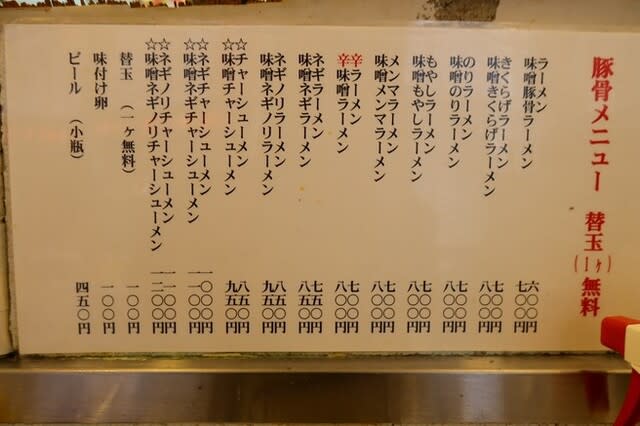 豚骨メニュー 替玉(1ヶ)無料
ラーメン 六〇〇円
味噌豚骨ラーメン 七〇〇円
きくらげラーメン 七〇〇円
味噌きくらげラーメン 八〇〇円
のりラーメン 七〇〇円
味噌のりラーメン 八〇〇円
もやしラーメン 七〇〇円
味噌もやしラーメン 八〇〇円
メンマラーメン 七〇〇円
味噌メンマラーメン 八〇〇円
辛ラーメン 七〇〇円
辛味噌ラーメン 八〇〇円
ネギラーメン 七五〇円
味噌ネギラーメン 八五〇円
ネギノリラーメン 八五〇円
味噌ネギノリラーメン 九五〇円
☆チャーシューメン 八五〇円
☆味噌チャーシューメン 九五〇円
☆ネギチャーシューメン 一〇〇〇円
☆味噌ネギチャーシューメン 一一〇〇円
☆ネギノリチャーシューメン 一一〇〇円
☆味噌ネギノリチャーシューメン 一二〇〇円
替玉 (一ヶ無料) 一〇〇円
味付け卵 一〇〇円
ビール (小瓶) 四五〇円